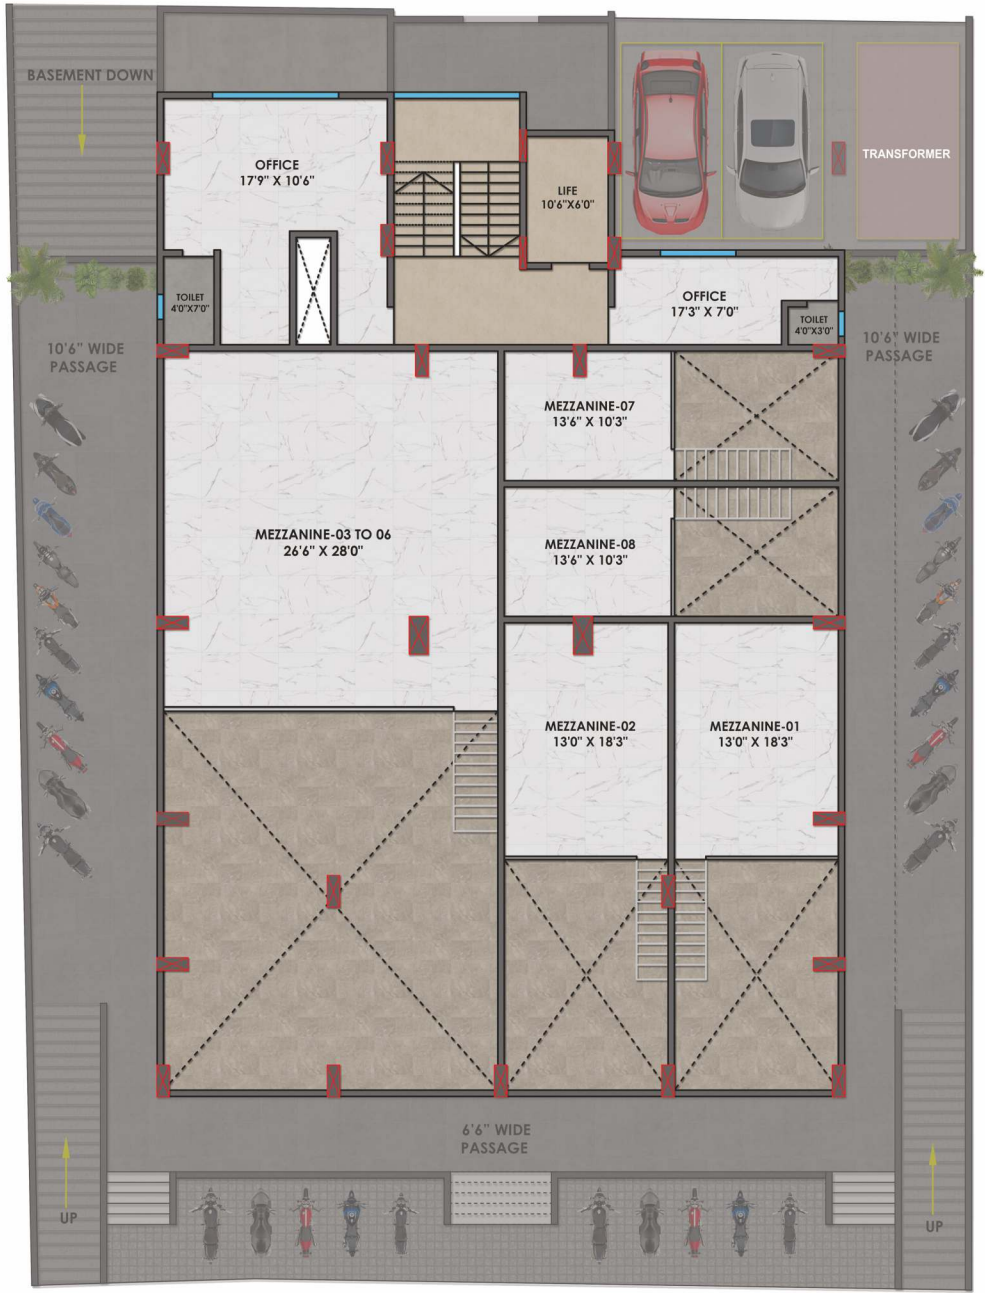 BASEMENT DOWN
TRANSFORMER
OFFICE
17'9" X 10'6"
LIFE
10'6"X6'0"
TOILET
4'0"X7'0"
OFFICE
17'3" X 7'0"
TOILET
4'0"X3'0"
10'6" WIDE
PASSAGE
10'6" WIDE
PASSAGE
MEZZANINE-07
13'6" X 10'3"
MEZZANINE-03 TO 06
26'6" X 28'0"
MEZZANINE-08
13'6" X 10'3"
MEZZANINE-02
13'0" X 18'3"
MEZZANINE-01
13'0" X 18'3"
6'6" WIDE
PASSAGE
UP
UP